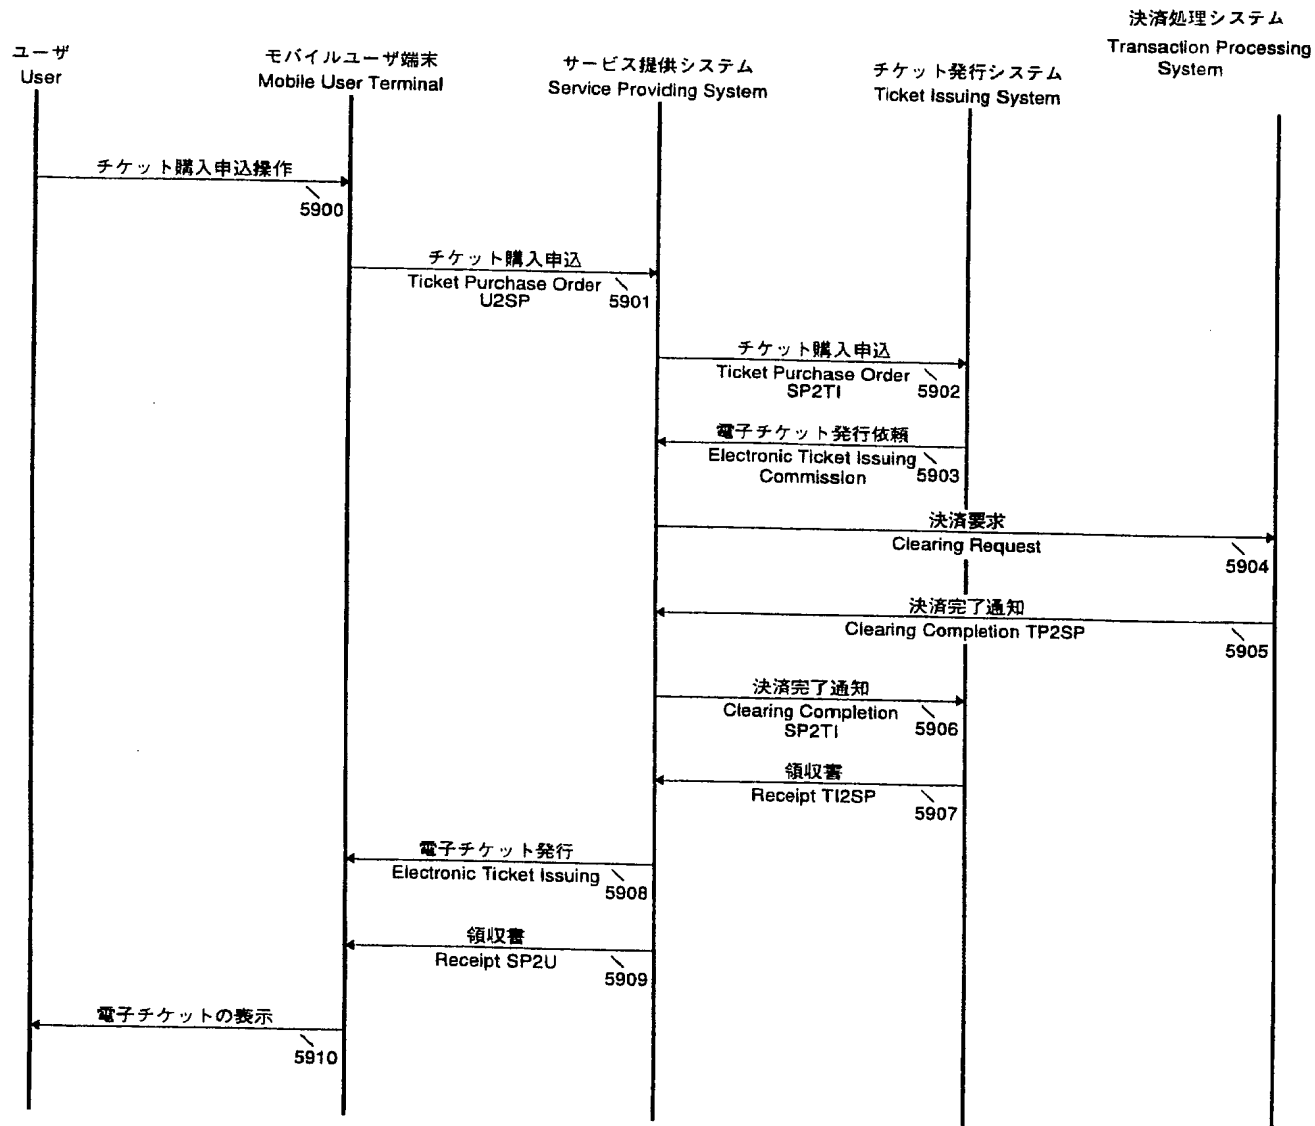 ユーザ
User
モバイルユーザ端末
Mobile User Terminal
サービス提供システム
Service Providing System
チケット発行システム
Ticket Issuing System
決済処理システム
Transaction Processing
System
チケット購入申込操作
5900
チケット購入申込
Ticket Purchase Order
U2SP
5901
チケット購入申込
Ticket Purchase Order
SP2TI
5902
電子チケット発行依頼
Electronic Ticket Issuing
Commission
5903
決済要求
Clearing Request
5904
決済完了通知
Clearing Completion TP2SP
5905
決済完了通知
Clearing Completion
SP2TI
5906
領収書
Receipt TI2SP
5907
電子チケット発行
Electronic Ticket Issuing
5908
領収書
Receipt SP2U
5909
電子チケットの表示
5910